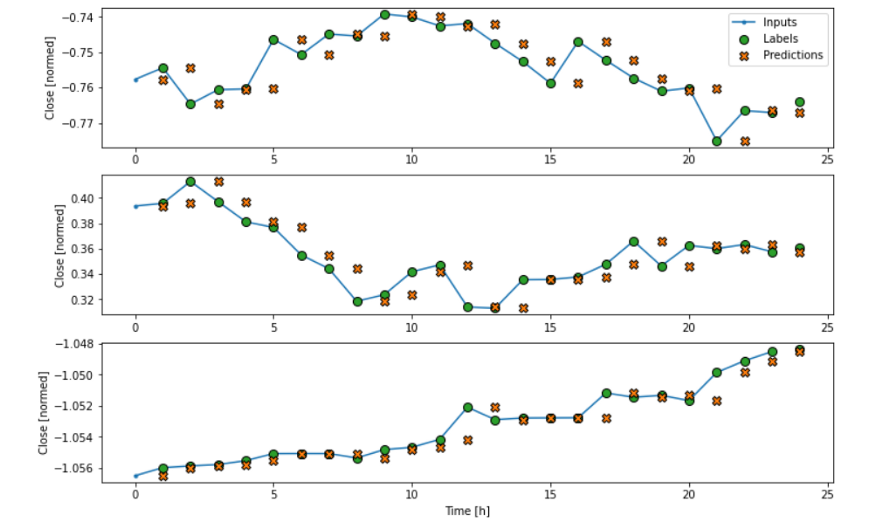 −0.74
−0.75
−0.76
−0.77
Close [normed]
Inputs
Labels
Predictions
0 5 10 15 20 25
0.40
0.38
0.36
0.34
0.32
Close [normed]
0 5 10 15 20 25
−1.048
−1.050
−1.052
−1.054
−1.056
Close [normed]
0 5 10 15 20 25
Time [h]